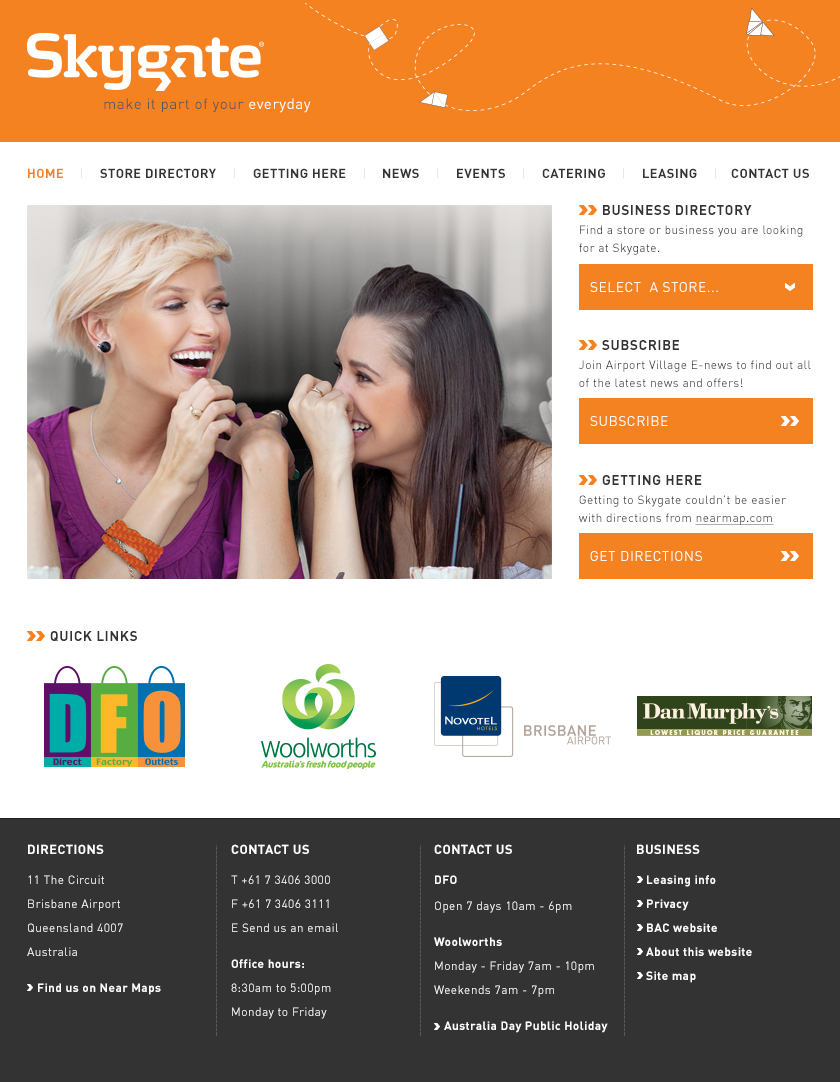 Skygate®
make it part of your everyday
HOME
STORE DIRECTORY
GETTING HERE
NEWS
EVENTS
CATERING
LEASING
CONTACT US
BUSINESS DIRECTORY
Find a store or business you are looking
for at Skygate.
SELECT A STORE...
SUBSCRIBE
Join Airport Village E-news to find out all
of the latest news and offers!
SUBSCRIBE
GETTING HERE
Getting to Skygate couldn't be easier
with directions from nearmap.com
GET DIRECTIONS
QUICK LINKS
DFO
Direct Factory Outlets
Woolworths
Australia's fresh food people
NOVOTEL
HOTELS
BRISBANE
AIRPORT
Dan Murphy's
LOWEST LIQUOR PRICE GUARANTEE
DIRECTIONS
11 The Circuit
Brisbane Airport
Queensland 4007
Australia
Find us on Near Maps
CONTACT US
T +61 7 3406 3000
F +61 7 3406 3111
E Send us an email
Office hours:
8:30am to 5:00pm
Monday to Friday
CONTACT US
DFO
Open 7 days 10am - 6pm
Woolworths
Monday - Friday 7am - 10pm
Weekends 7am - 7pm
Australia Day Public Holiday
BUSINESS
Leasing info
Privacy
BAC website
About this website
Site map